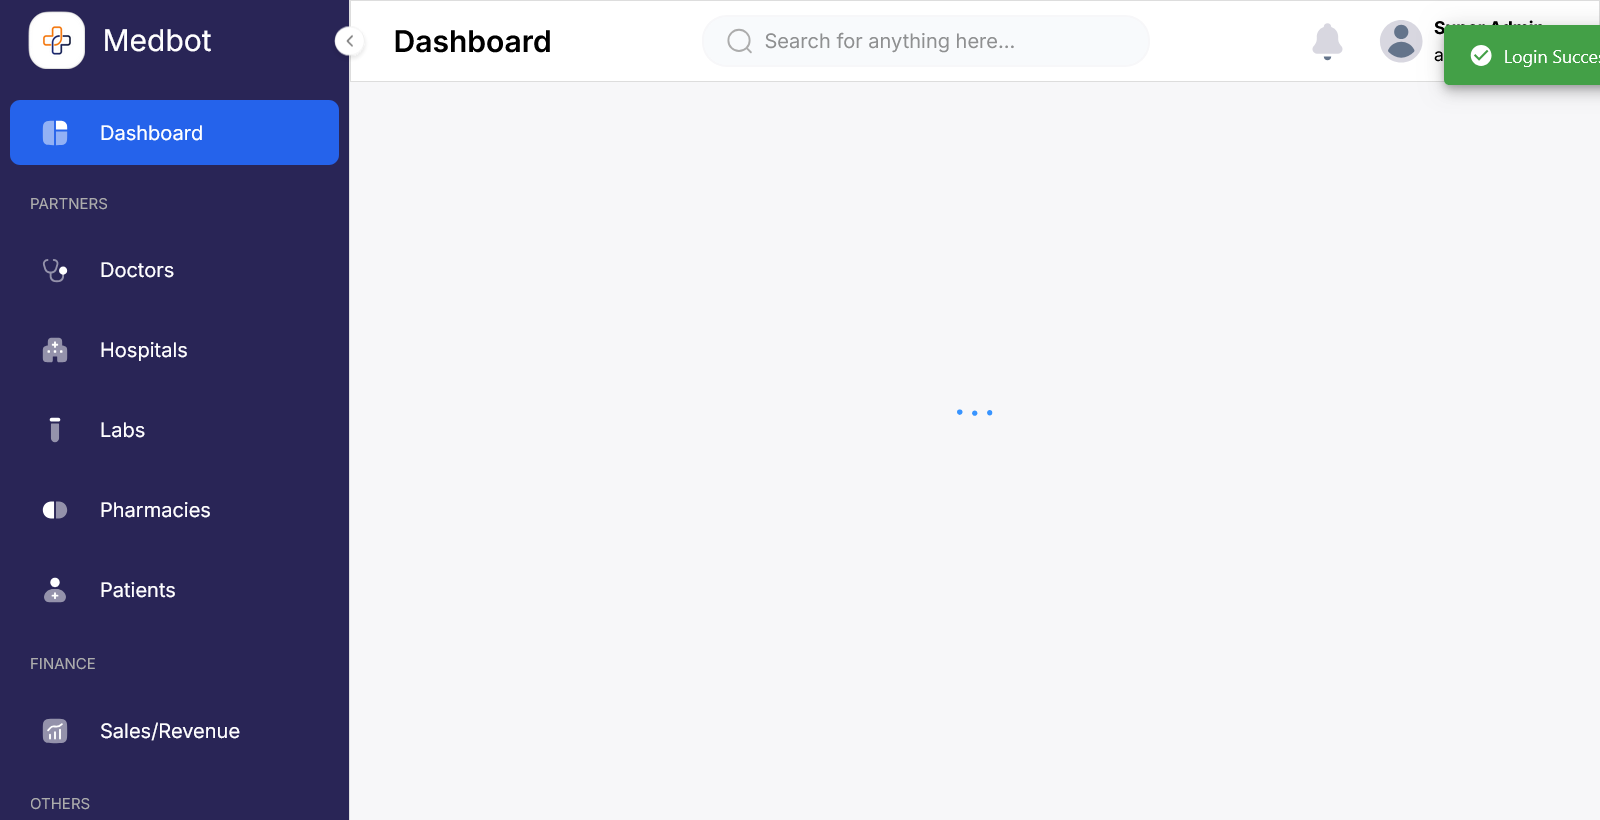 Medbot
Dashboard
Search for anything here...
Super Admin
Login
Dashboard
PARTNERS
Doctors
Hospitals
Labs
Pharmacies
Patients
FINANCE
Sales/Revenue
OTHERS